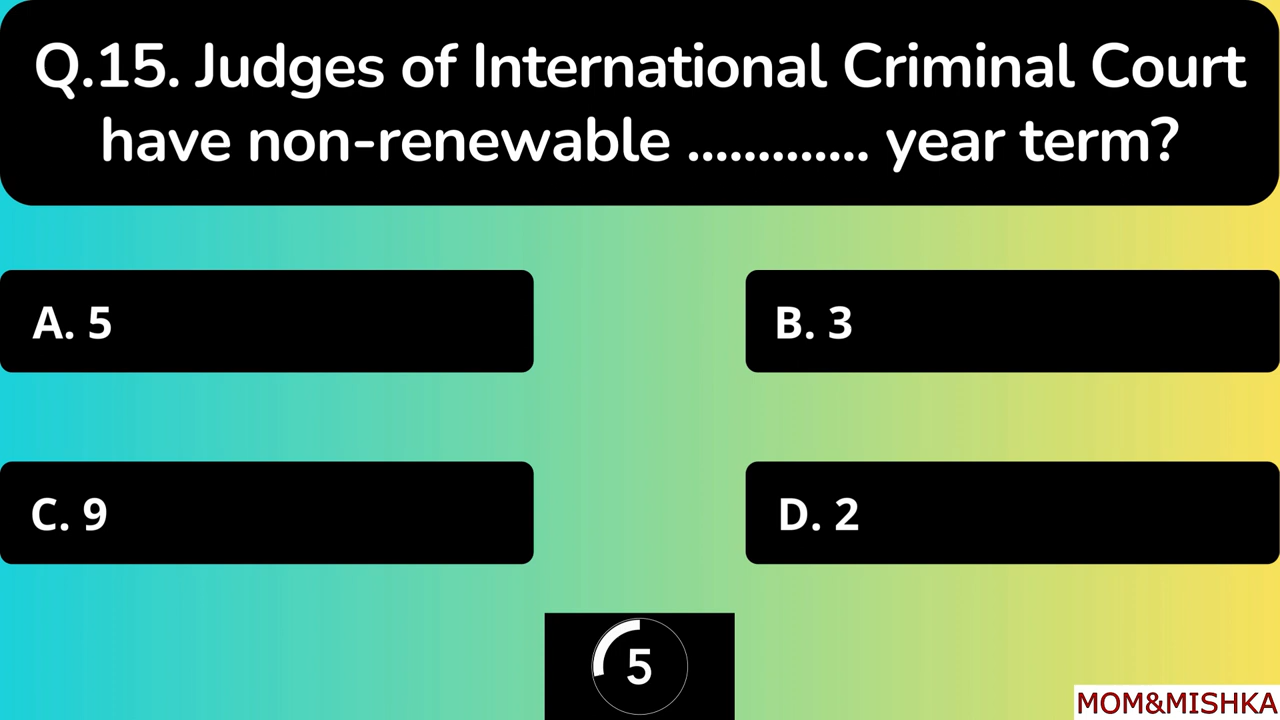 Q.15. Judges of International Criminal Court
have non-renewable ............. year term?
A. 5
B. 3
C. 9
D. 2
5
MOM&MISHKA